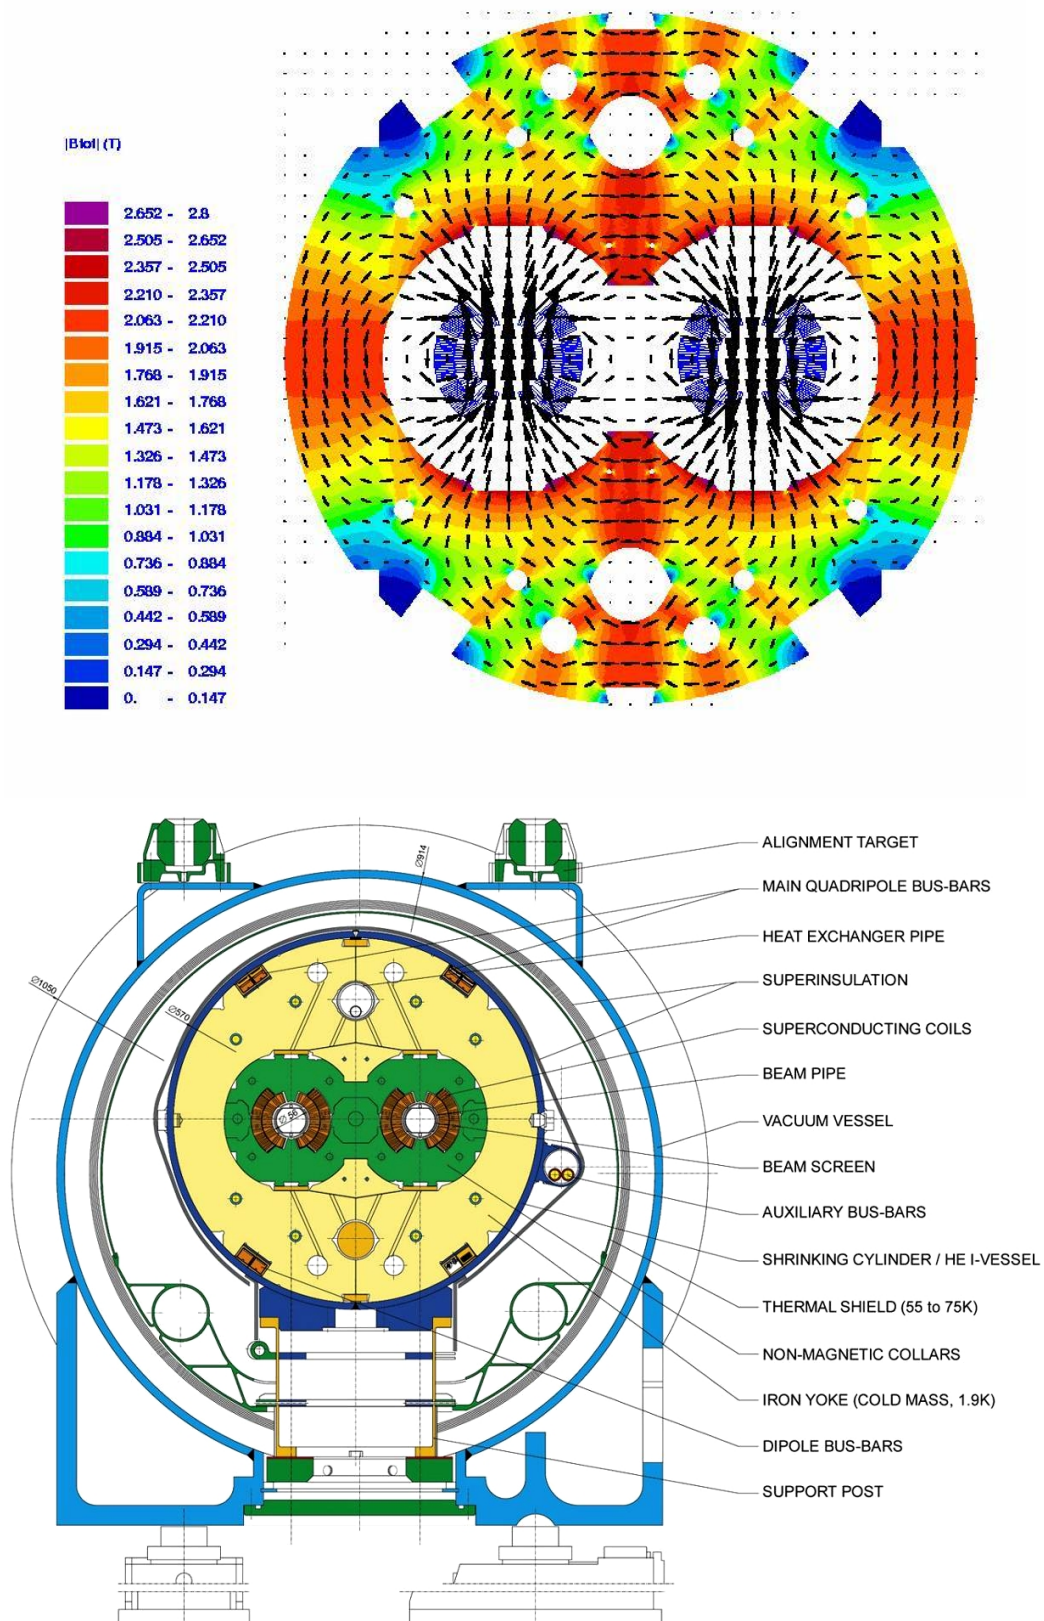 |Btot| (T)
2.652 - 2.8
2.505 - 2.652
2.357 - 2.505
2.210 - 2.357
2.063 - 2.210
1.915 - 2.063
1.768 - 1.915
1.621 - 1.768
1.473 - 1.621
1.326 - 1.473
1.178 - 1.326
1.031 - 1.178
0.884 - 1.031
0.736 - 0.884
0.589 - 0.736
0.442 - 0.589
0.294 - 0.442
0.147 - 0.294
0. - 0.147
ALIGNMENT TARGET
Ø914
MAIN QUADRIPOLE BUS-BARS
HEAT EXCHANGER PIPE
SUPERINSULATION
Ø1050
Ø570
SUPERCONDUCTING COILS
BEAM PIPE
Ø 56
VACUUM VESSEL
BEAM SCREEN
AUXILIARY BUS-BARS
SHRINKING CYLINDER / HE I-VESSEL
THERMAL SHIELD (55 to 75K)
NON-MAGNETIC COLLARS
IRON YOKE (COLD MASS, 1.9K)
DIPOLE BUS-BARS
SUPPORT POST